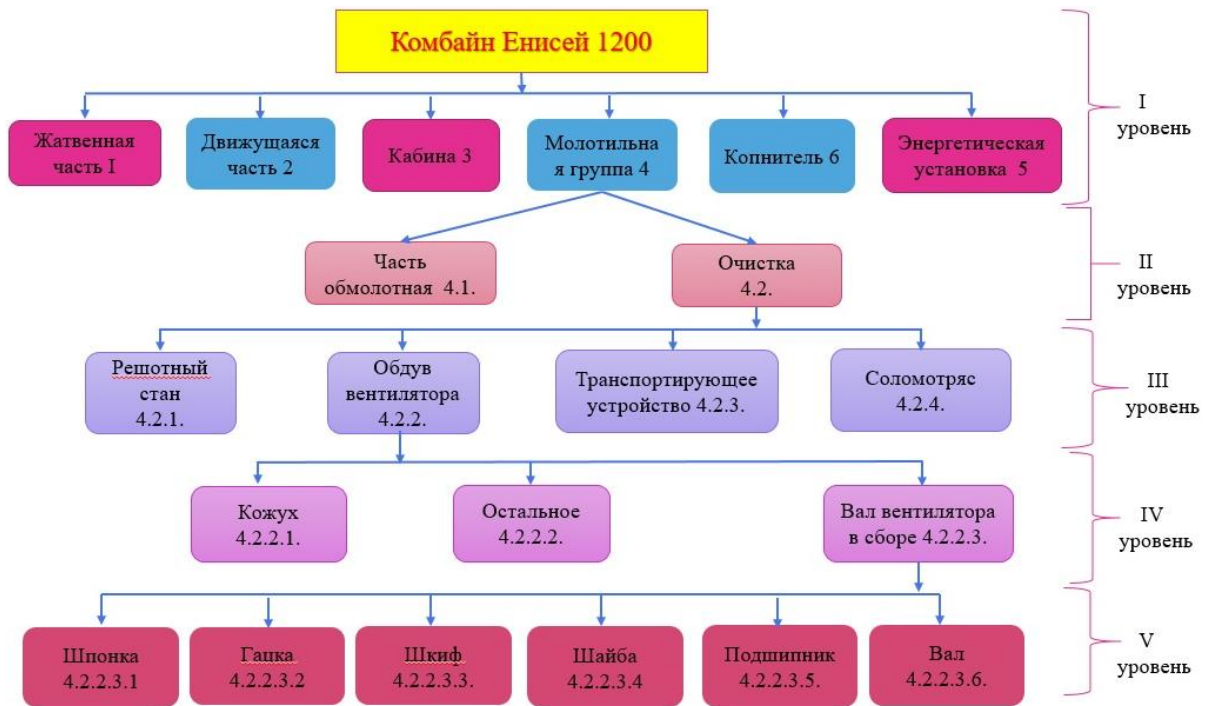 Комбайн Енисей 1200
Жатвенная
часть I
Движущаяся
часть 2
Кабина 3
Молотильна
я группа 4
Копнитель 6
Энергетическая
установка 5
I
уровень
Часть
обмолотная 4.1.
Очистка
4.2.
II
уровень
Решотный
стан
4.2.1.
Обдув
вентилятора
4.2.2.
Транспортирующее
устройство 4.2.3.
Соломотряс
4.2.4.
III
уровень
Кожух
4.2.2.1.
Остальное
4.2.2.2.
Вал вентилятора
в сборе 4.2.2.3.
IV
уровень
Шпонка
4.2.2.3.1
Гацка
4.2.2.3.2
Шкиф
4.2.2.3.3.
Шайба
4.2.2.3.4
Подшипник
4.2.2.3.5.
Вал
4.2.2.3.6.
V
уровень